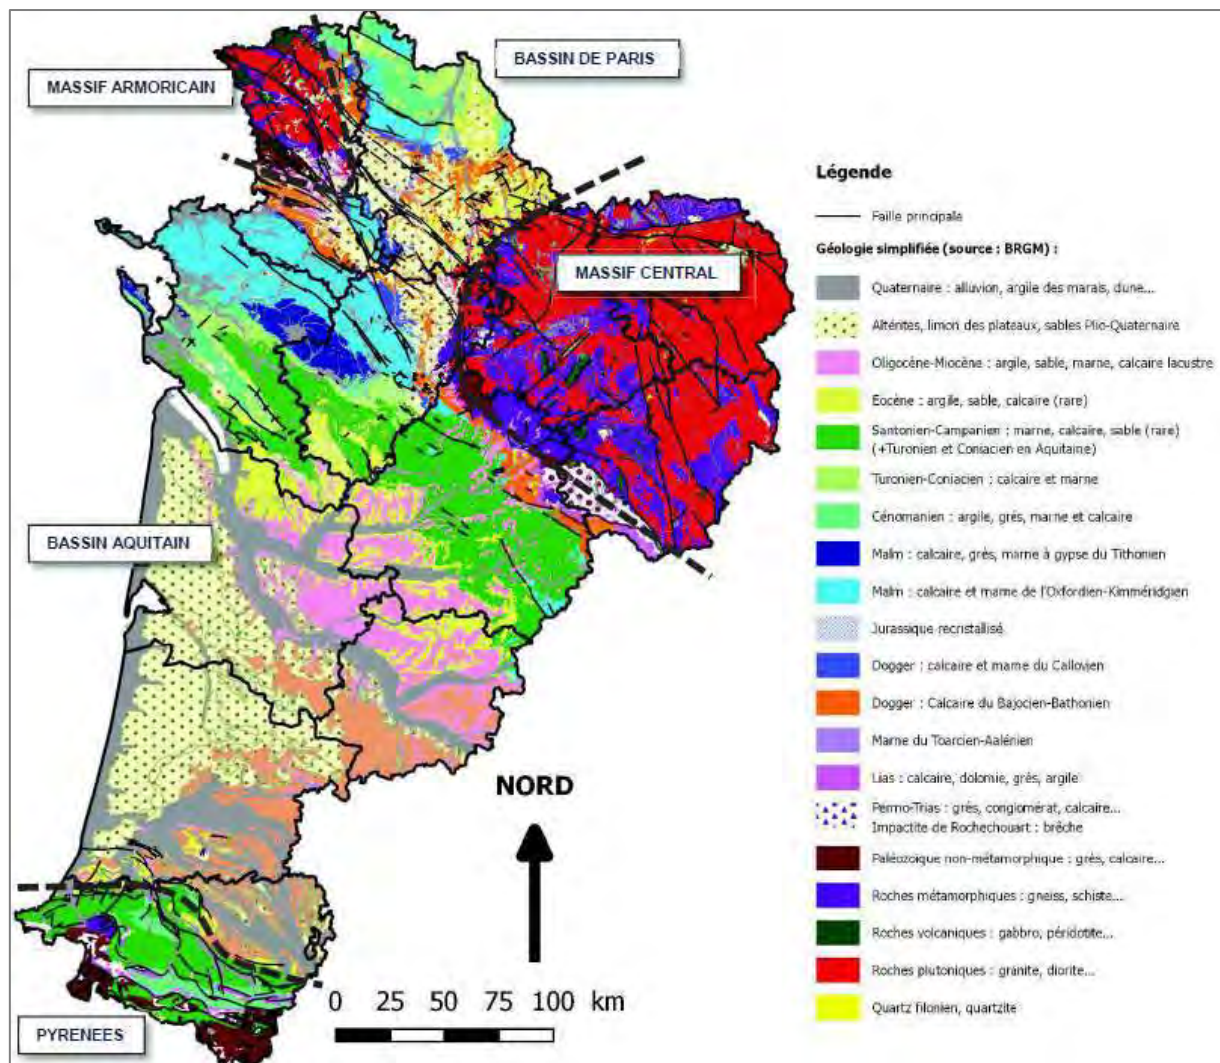 BASSIN DE PARIS
MASSIF ARMORICAIN
MASSIF CENTRAL
BASSIN AQUITAIN
PYRENEES
NORD
0 25 50 75 100 km
Légende
Faille principale
Géologie simplifiée (source : BRGM) :
Quaternaire : alluvion, argile des marais, dune...
Altérites, limon des plateaux, sables Plio-Quaternaire
Oligocène-Miocène : argile, sable, marne, calcaire lacustre
Eocène : argile, sable, calcaire (rare)
Santonien-Campanien : marne, calcaire, sable (rare)
(+Turonien et Coniacien en Aquitaine)
Turonien-Coniacien : calcaire et marne
Cénomanien : argile, grés, marne et calcaire
Malm : calcaire, grès, marne à gypse du Tithonien
Malm : calcaire et marne de l'Oxfordien-Kimméridgien
Jurassique recristallisé
Dogger : calcaire et marne du Callovien
Dogger : Calcaire du Bajocien-Bathonien
Marne du Toarcien-Aalénien
Lias : calcaire, dolomie, grés, argile
Permo-Trias : grés, conglomérat, calcaire...
Impactite de Rochechouart : brèche
Paléozoique non-métamorphique : grés, calcaire...
Roches métamorphiques : gneiss, schiste...
Roches volcaniques : gabbro, péridotite...
Roches plutoniques : granite, diorite...
Quartz filonien, quartzite